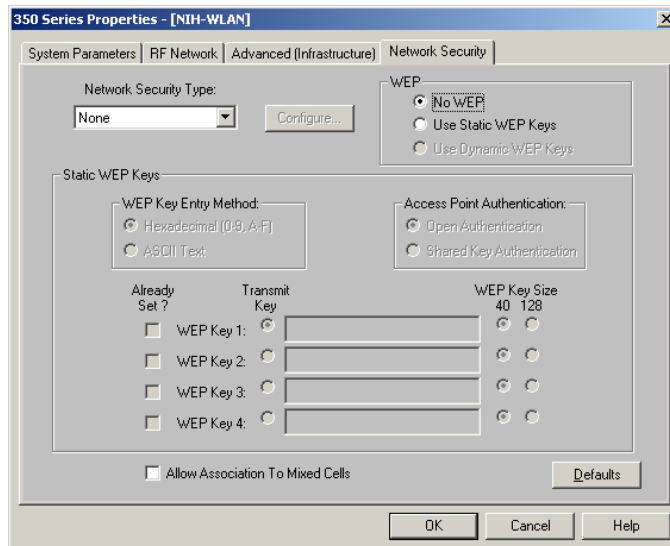 350 Series Properties - [NIH-WLAN]
System Parameters RF Network Advanced (Infrastructure) Network Security
Network Security Type:
None
Configure...
WEP
No WEP
Use Static WEP Keys
Use Dynamic WEP Keys
Static WEP Keys
WEP Key Entry Method:
Hexadecimal (0-9, A-F)
ASCII Text
Access Point Authentication:
Open Authentication
Shared Key Authentication
Already Set ?
Transmit Key
WEP Key Size
40 128
WEP Key 1:
WEP Key 2:
WEP Key 3:
WEP Key 4:
Allow Association To Mixed Cells
Defaults
OK Cancel Help